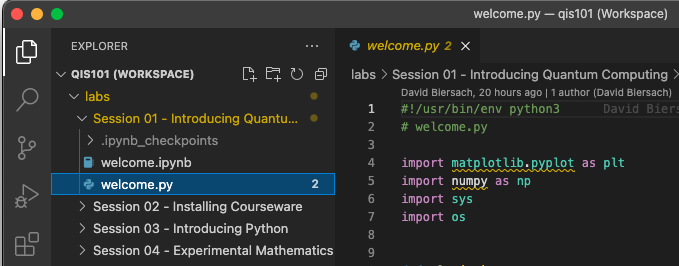 welcome.py — qis101 (Workspace)
EXPLORER
...
QIS101 (WORKSPACE)
labs
Session 01 - Introducing Quantu...
.ipynb_checkpoints
welcome.ipynb
welcome.py 2
Session 02 - Installing Courseware
Session 03 - Introducing Python
Session 04 - Experimental Mathematics
welcome.py 2 ×
labs > Session 01 - Introducing Quantum Computing >
David Biersach, 20 hours ago | 1 author (David Biersach)
1 #!/usr/bin/env python3 David Biers
2 # welcome.py
3
4 import matplotlib.pyplot as plt
5 import numpy as np
6 import sys
7 import os
8
9